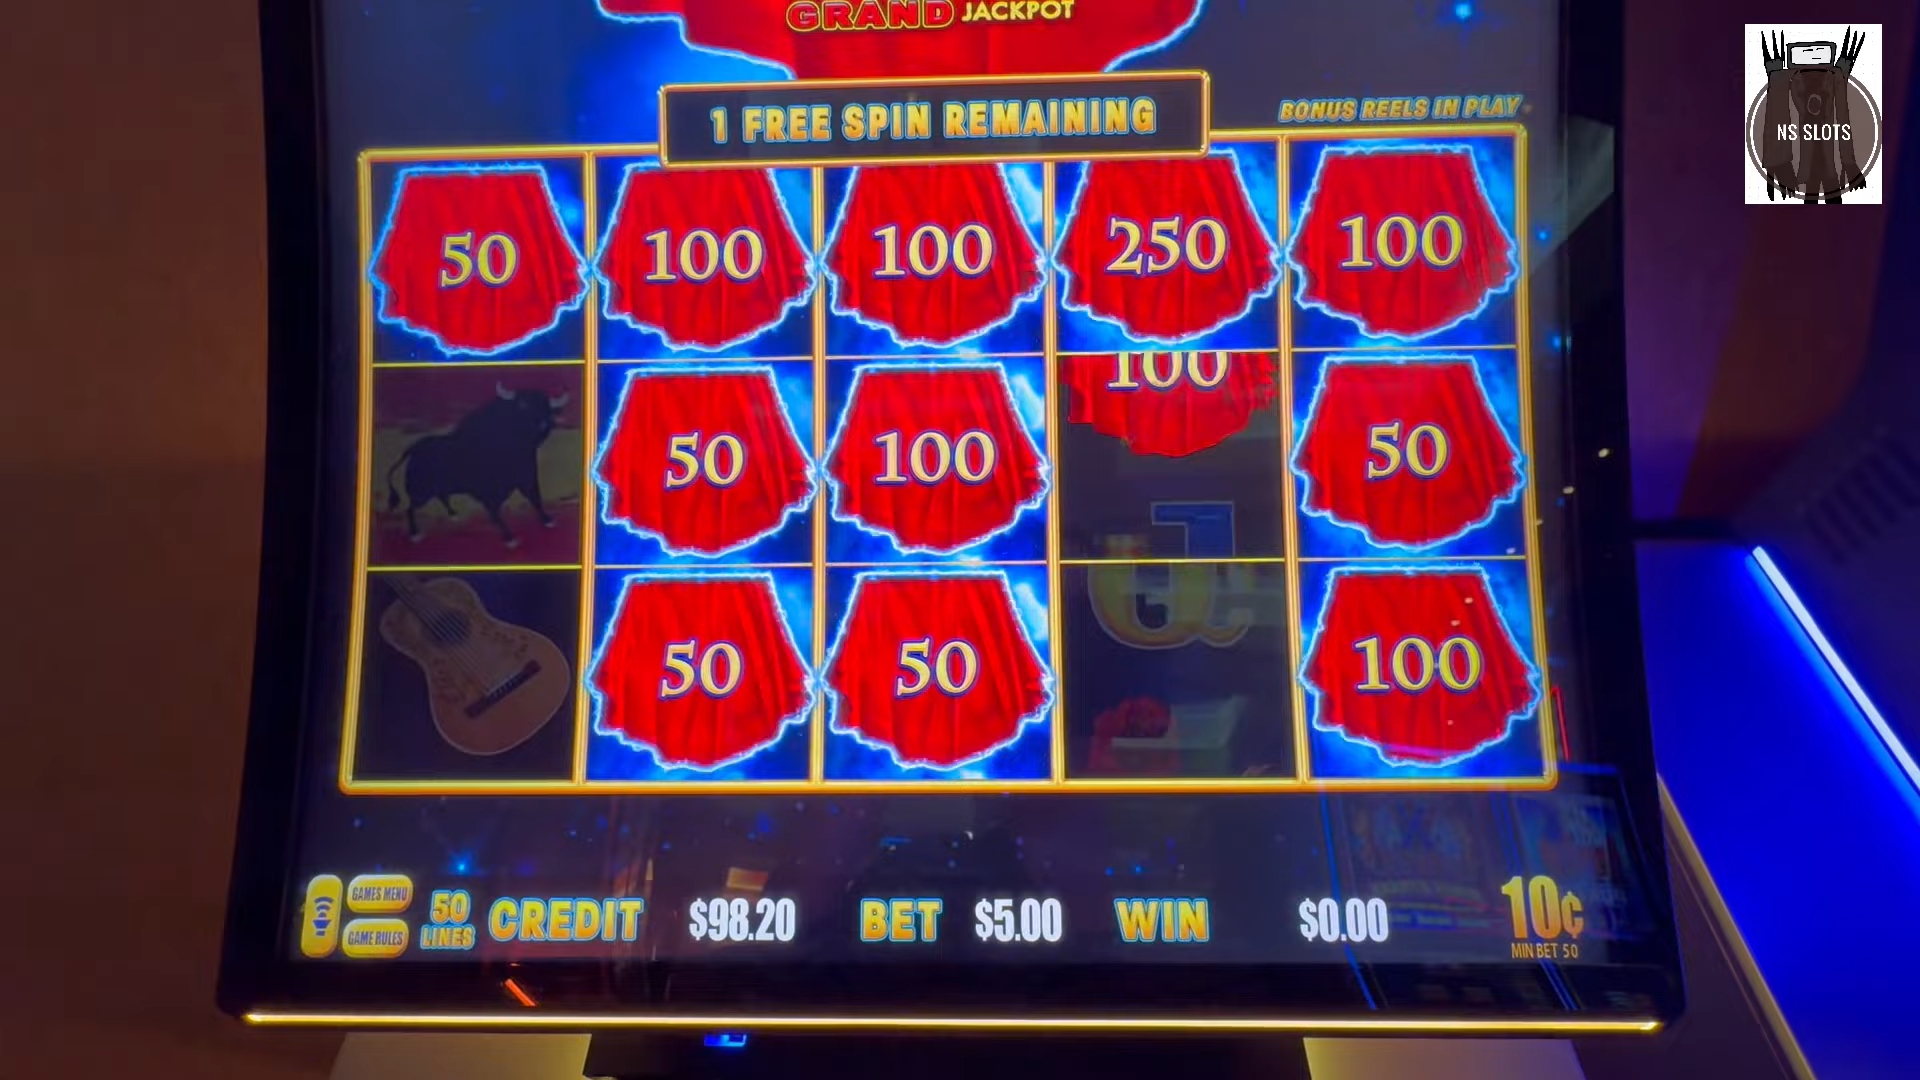 GRAND JACKPOT
1 FREE SPIN REMAINING
BONUS REELS IN PLAY
NS SLOTS
50 100 100 250 100
50 100 100 50
50 50 100
GAMES MENU
GAME RULES
50 LINES
CREDIT $98.20 BET $5.00 WIN $0.00
10¢
MIN BET 50